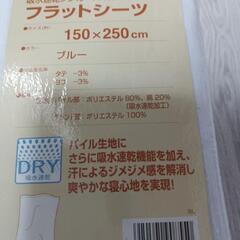 フラットシーツ
150×250cm
ブルー
タテ -3%
ヨコ -3%
パイル部：ポリエステル 80%、綿 20%
（吸水速乾加工）
ポリエステル 100%
DRY
吸水速乾
パイル生地に
さらに吸水速乾機能を加え、
汗によるジメジメ感を解消し
爽やかな寝心地を実現！